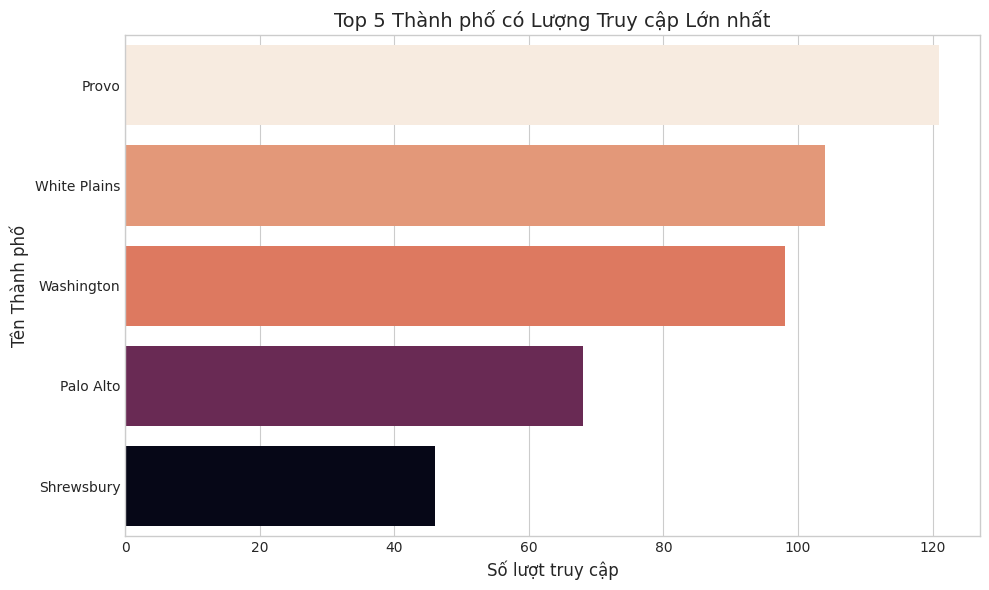 Top 5 Thành phố có Lượng Truy cập Lớn nhất
Tên Thành phố
Provo
White Plains
Washington
Palo Alto
Shrewsbury
0 20 40 60 80 100 120
Số lượt truy cập